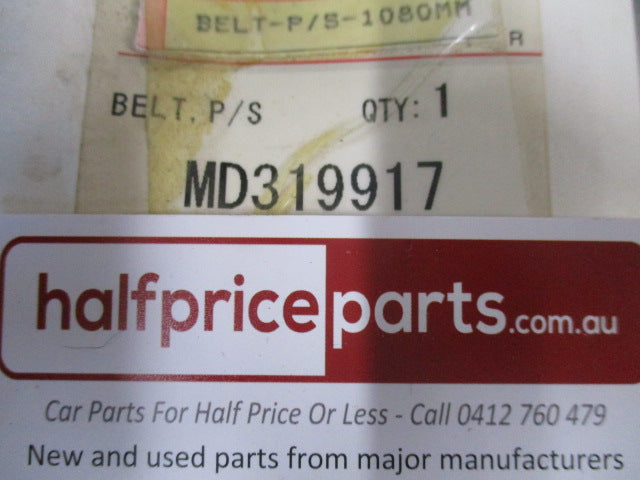 BELT-P/S-1080MM
R
BELT, P/S QTY: 1
MD319917
halfpriceparts.com.au
Car Parts For Half Price Or Less - Call 0412 760 479
New and used parts from major manufacturers